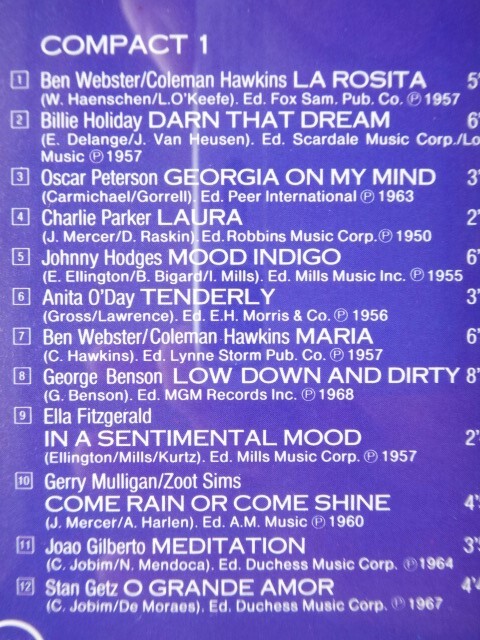 COMPACT 1
1 Ben Webster/Coleman Hawkins LA ROSITA 5'
(W. Haenschen/L.O'Keefe). Ed. Fox Sam. Pub. Co. ℗ 1957
2 Billie Holiday DARN THAT DREAM 6'
(E. Delange/J. Van Heusen). Ed. Scardale Music Corp./Lo
Music ℗ 1957
3 Oscar Peterson GEORGIA ON MY MIND 3'
(Carmichael/Gorrell). Ed. Peer International ℗ 1963
4 Charlie Parker LAURA 2'
(J. Mercer/D. Raskin). Ed. Robbins Music Corp. ℗ 1950
5 Johnny Hodges MOOD INDIGO 6'
(E. Ellington/B. Bigard/I. Mills). Ed. Mills Music Inc. ℗ 1955
6 Anita O'Day TENDERLY 3'
(Gross/Lawrence). Ed. E.H. Morris & Co. ℗ 1956
7 Ben Webster/Coleman Hawkins MARIA 6'
(C. Hawkins). Ed. Lynne Storm Pub. Co. ℗ 1957
8 George Benson LOW DOWN AND DIRTY 8'
(G. Benson). Ed. MGM Records Inc. ℗ 1968
9 Ella Fitzgerald
IN A SENTIMENTAL MOOD 2'
(Ellington/Mills/Kurtz). Ed. Mills Music Corp. ℗ 1957
10 Gerry Mulligan/Zoot Sims
COME RAIN OR COME SHINE 4'
(J. Mercer/A. Harlen). Ed. A.M. Music ℗ 1960
11 Joao Gilberto MEDITATION 3'
(C. Jobim/N. Mendoca). Ed. Duchess Music Corp. ℗ 1964
12 Stan Getz O GRANDE AMOR 4'
(C. Jobim/De Moraes). Ed. Duchess Music Corp. ℗ 1967